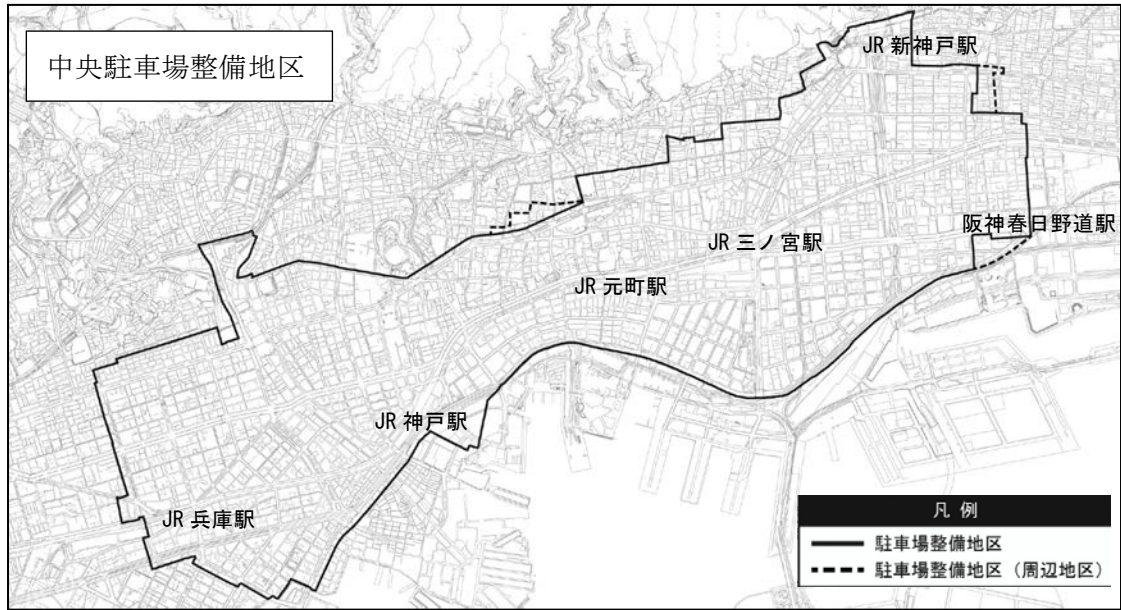 中央駐車場整備地区
JR 新神戸駅
阪神春日野道駅
JR 三ノ宮駅
JR 元町駅
JR 神戸駅
JR 兵庫駅
凡 例
駐車場整備地区
駐車場整備地区（周辺地区）